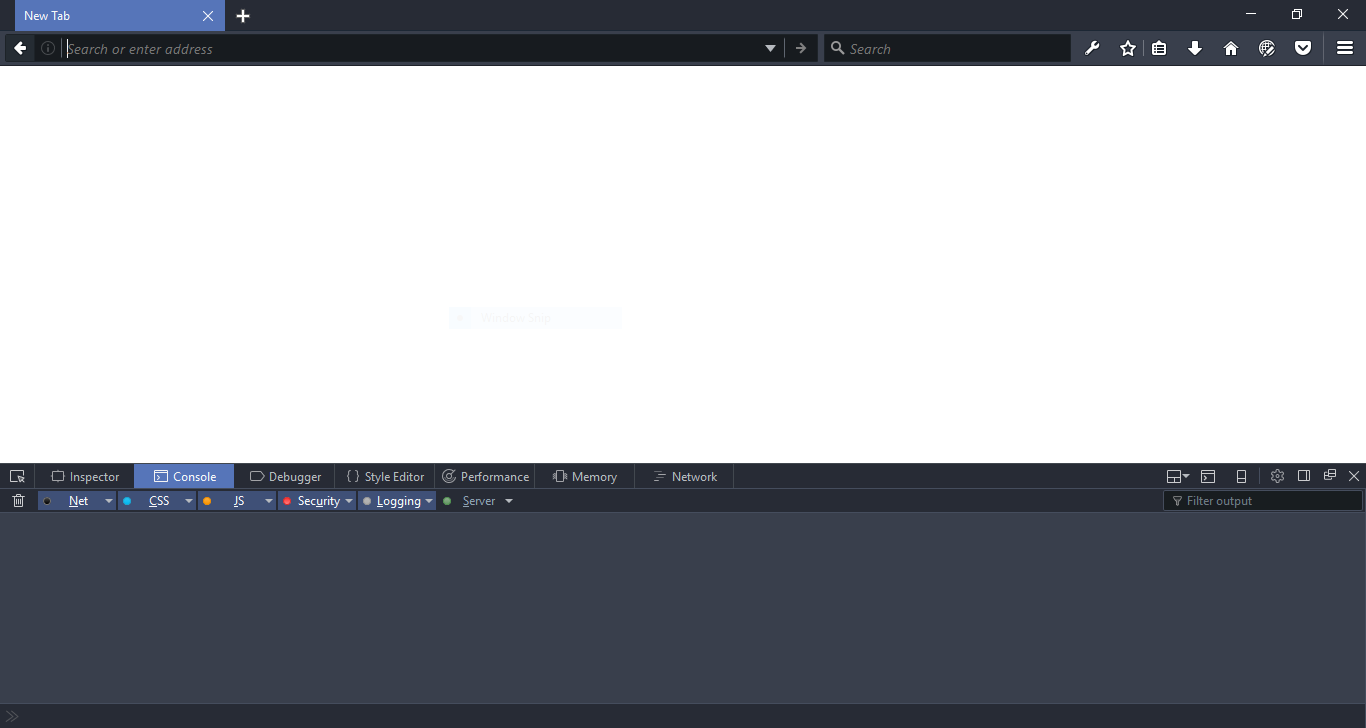 New Tab
Search or enter address
Search
Window Snip
Inspector
Console
Debugger
Style Editor
Performance
Memory
Network
Net
CSS
JS
Security
Logging
Server
Filter output